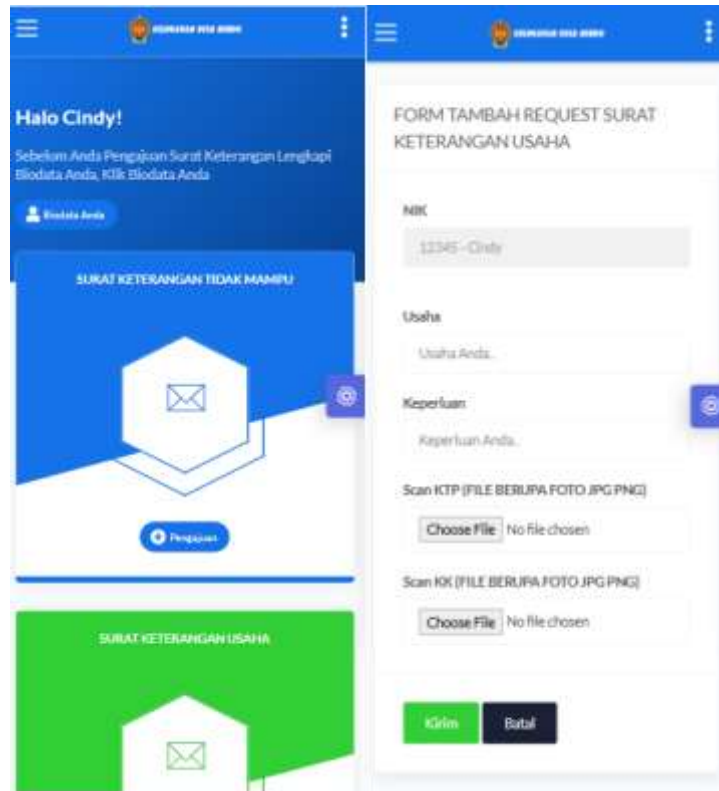 Halo Cindy!
Sebelum Anda Pengajuan Surat Keterangan Lengkapi
Biodata Anda, Klik Biodata Anda
Biodata Anda
SURAT KETERANGAN TIDAK MAMPU
Pengajuan
SURAT KETERANGAN USAHA
FORM TAMBAH REQUEST SURAT
KETERANGAN USAHA
NIK
12345 - Cindy
Usaha
Usaha Anda..
Keperluan
Keperluan Anda..
Scan KTP (FILE BERUPA FOTO JPG PNG)
Choose File No file chosen
Scan KK (FILE BERUPA FOTO JPG PNG)
Choose File No file chosen
Kirim Batal